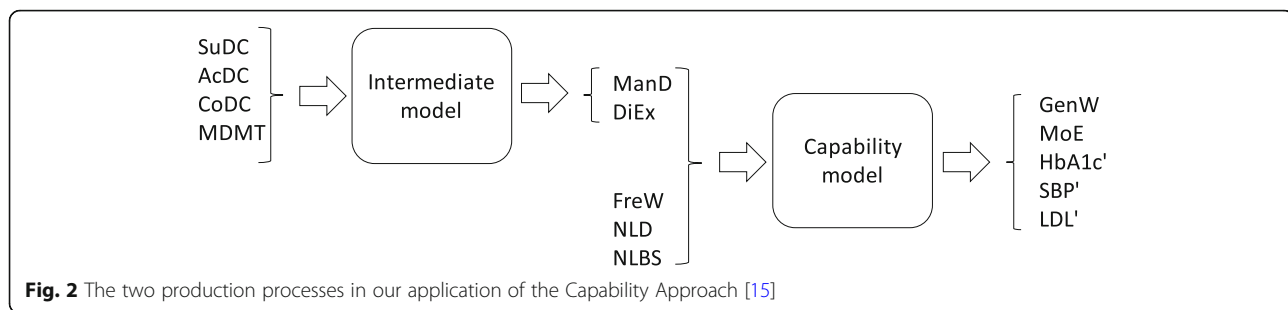 SuDC
AcDC
CoDC
MDMT
Intermediate
model
ManD
DiEx
FreW
NLD
NLBS
Capability
model
GenW
MoE
HbA1c'
SBP'
LDL'
Fig. 2 The two production processes in our application of the Capability Approach [15]